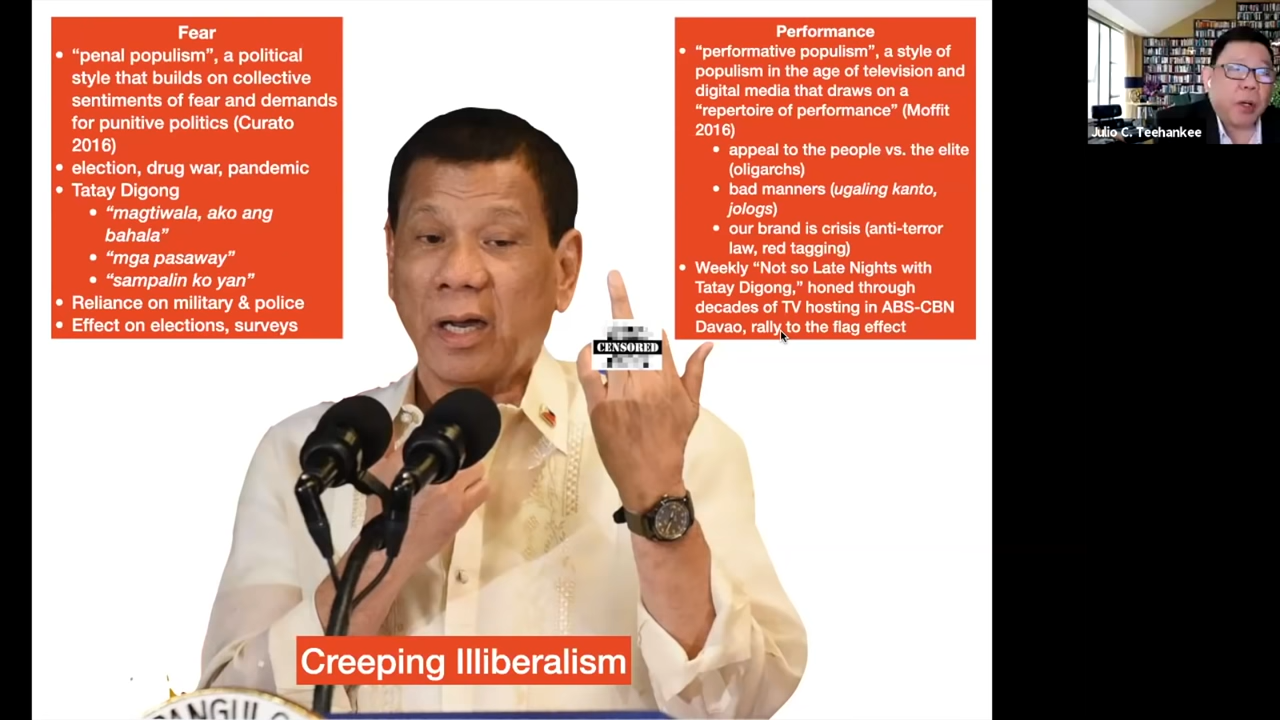 Fear
• “penal populism”, a political
style that builds on collective
sentiments of fear and demands
for punitive politics (Curato
2016)
• election, drug war, pandemic
• Tatay Digong
• “magtiwala, ako ang
bahala”
• “mga pasaway”
• “sampalin ko yan”
• Reliance on military & police
• Effect on elections, surveys
Performance
• “performative populism”, a style of
populism in the age of television and
digital media that draws on a
“repertoire of performance” (Moffit
2016)
• appeal to the people vs. the elite
(oligarchs)
• bad manners (ugaling kanto,
jologs)
• our brand is crisis (anti-terror
law, red tagging)
• Weekly “Not so Late Nights with
Tatay Digong,” honed through
decades of TV hosting in ABS-CBN
Davao, rally to the flag effect
CENSORED
Creeping Illiberalism
Julio C. Teehankee